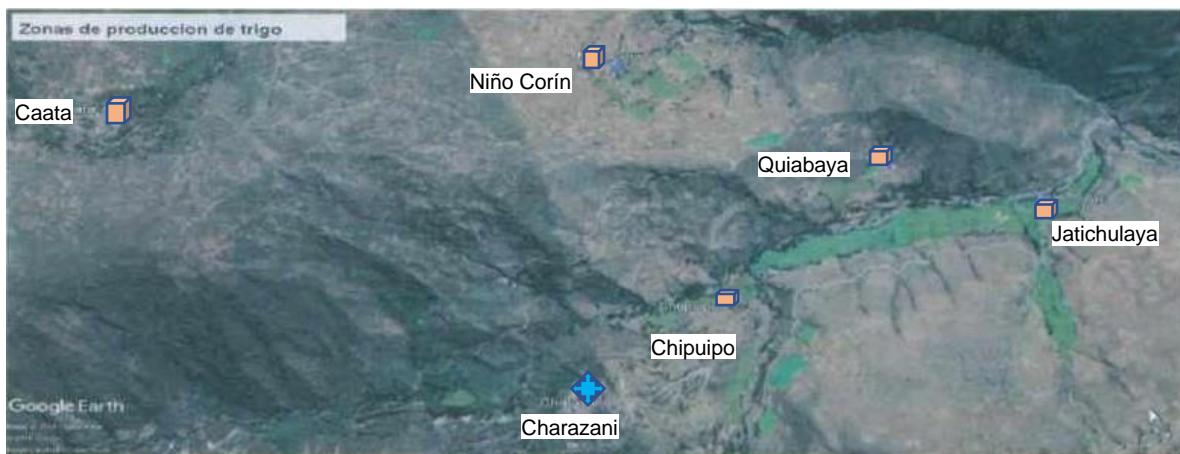 Zonas de produccion de trigo
Niño Corín
Caata
Quiabaya
Jatichulaya
Chipuipo
Charazani
Google Earth